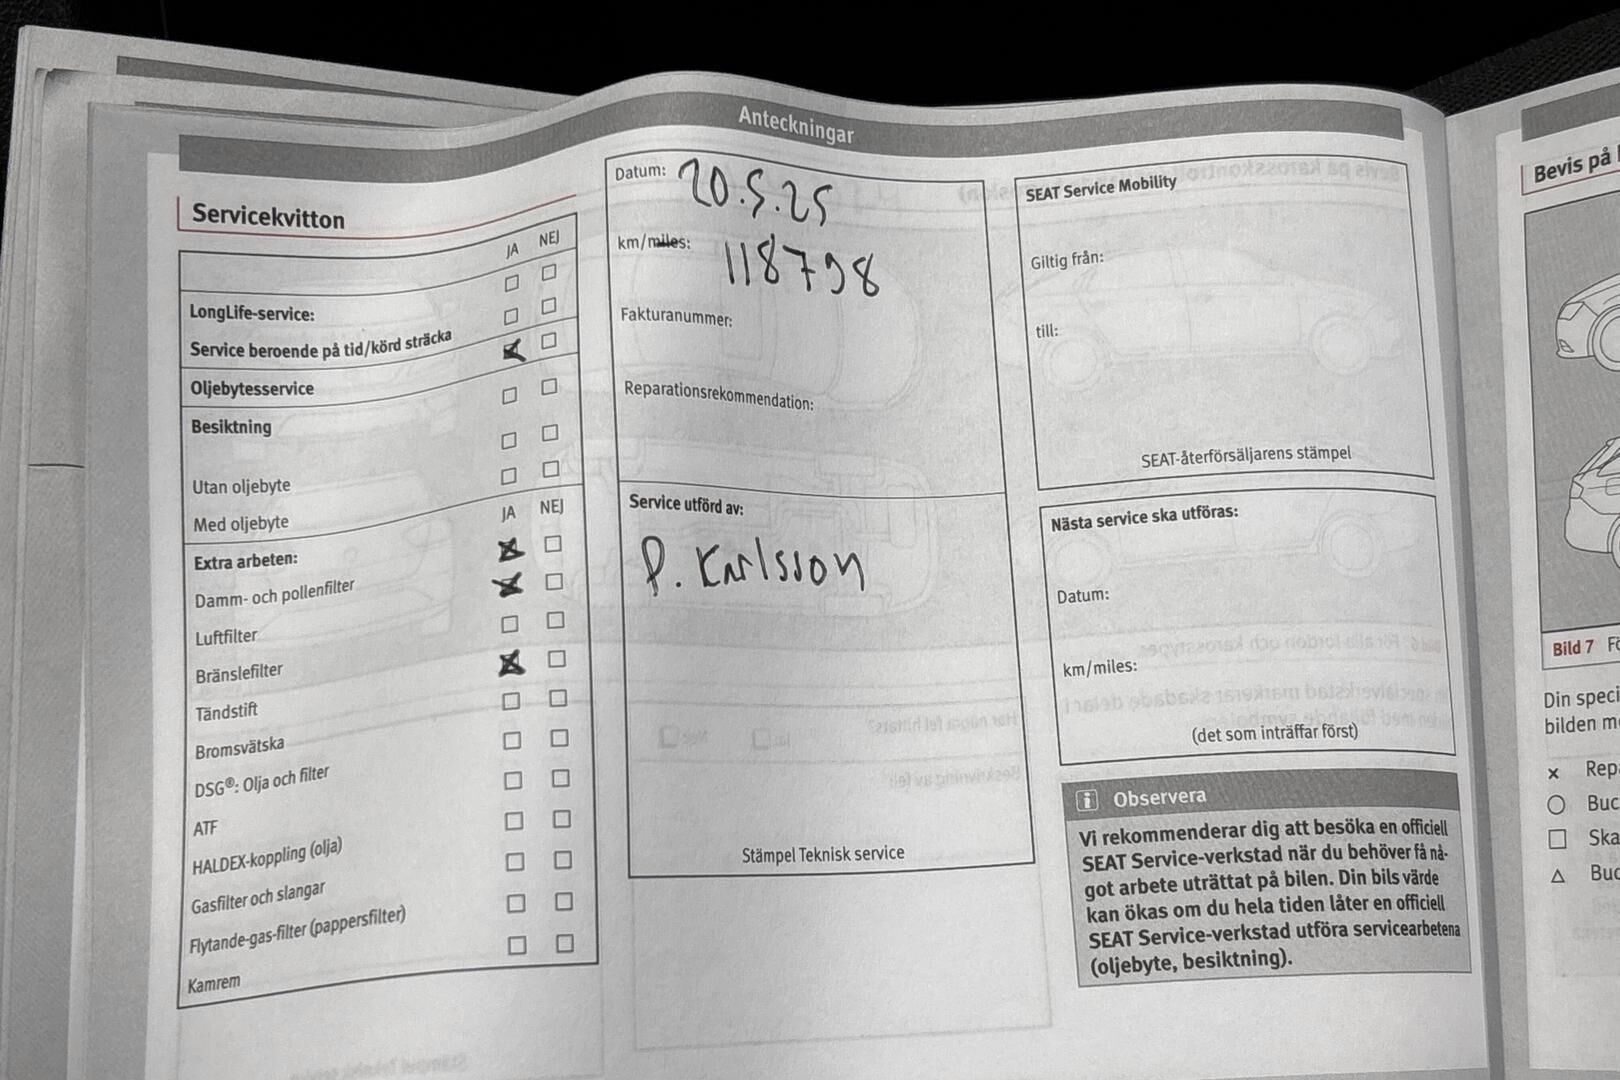 Anteckningar
Servicekvitton
JA NEJ
LongLife-service:
Service beroende på tid/körd sträcka
Oljebytesservice
Besiktning
Utan oljebyte
Med oljebyte
JA NEJ
Extra arbeten:
Damm- och pollenfilter
Luftfilter
Bränslefilter
Tändstift
Bromsvätska
DSG®: Olja och filter
ATF
HALDEX-koppling (olja)
Gasfilter och slangar
Flytande-gas-filter (pappersfilter)
Kamrem
Datum: 20.5.25
km/miles: 118798
Fakturanummer:
Reparationsrekommendation:
Service utförd av:
P. Karlsson
Stämpel Teknisk service
SEAT Service Mobility
Giltig från:
till:
SEAT-återförsäljarens stämpel
Nästa service ska utföras:
Datum:
km/miles:
(det som inträffar först)
i Observera
Vi rekommenderar dig att besöka en officiell
SEAT Service-verkstad när du behöver få nå-
got arbete uträttat på bilen. Din bils värde
kan ökas om du hela tiden låter en officiell
SEAT Service-verkstad utföra servicearbetena
(oljebyte, besiktning).
Bevis på
Bild 7
Din speci
bilden
Rep
Buc
Ska
Buc